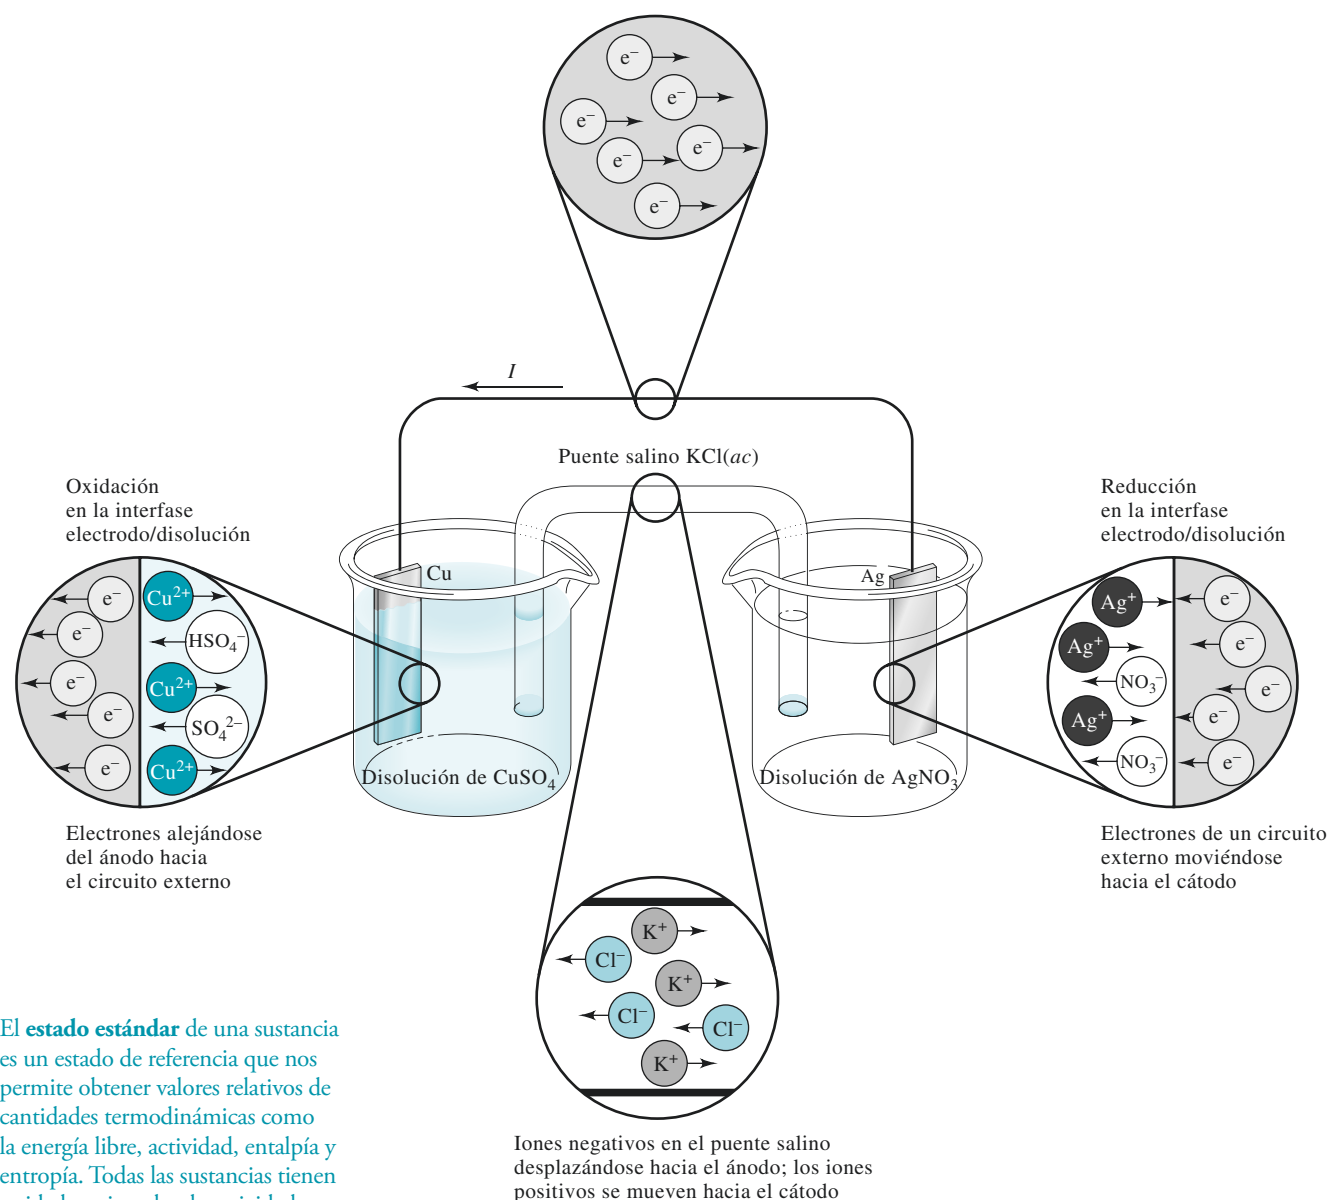 e⁻
e⁻
e⁻
e⁻
e⁻
e⁻
I
Puente salino KCl(ac)
Oxidación
en la interfase
electrodo/disolución
Reducción
en la interfase
electrodo/disolución
Cu
Ag
e⁻
e⁻
e⁻
e⁻
e⁻
Cu²⁺
HSO₄⁻
Cu²⁺
SO₄²⁻
Cu²⁺
Ag⁺
Ag⁺
NO₃⁻
Ag⁺
NO₃⁻
e⁻
e⁻
e⁻
e⁻
e⁻
Disolución de CuSO₄
Disolución de AgNO₃
Electrones alejándose
del ánodo hacia
el circuito externo
Electrones de un circuito
externo moviéndose
hacia el cátodo
K⁺
Cl⁻
K⁺
Cl⁻
Cl⁻
K⁺
El estado estándar de una sustancia
es un estado de referencia que nos
permite obtener valores relativos de
cantidades termodinámicas como
la energía libre, actividad, entalpía y
entropía. Todas las sustancias tienen
Iones negativos en el puente salino
desplazándose hacia el ánodo; los iones
positivos se mueven hacia el cátodo